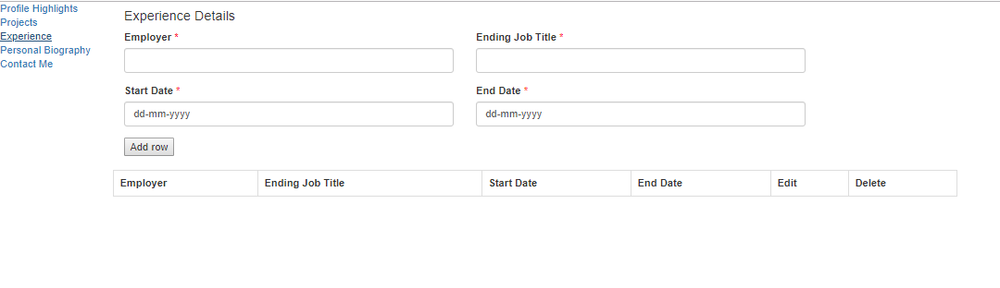 Profile Highlights
Projects
Experience
Personal Biography
Contact Me
Experience Details
Employer * Ending Job Title *
Start Date * End Date *
dd-mm-yyyy dd-mm-yyyy
Add row
Employer Ending Job Title Start Date End Date Edit Delete